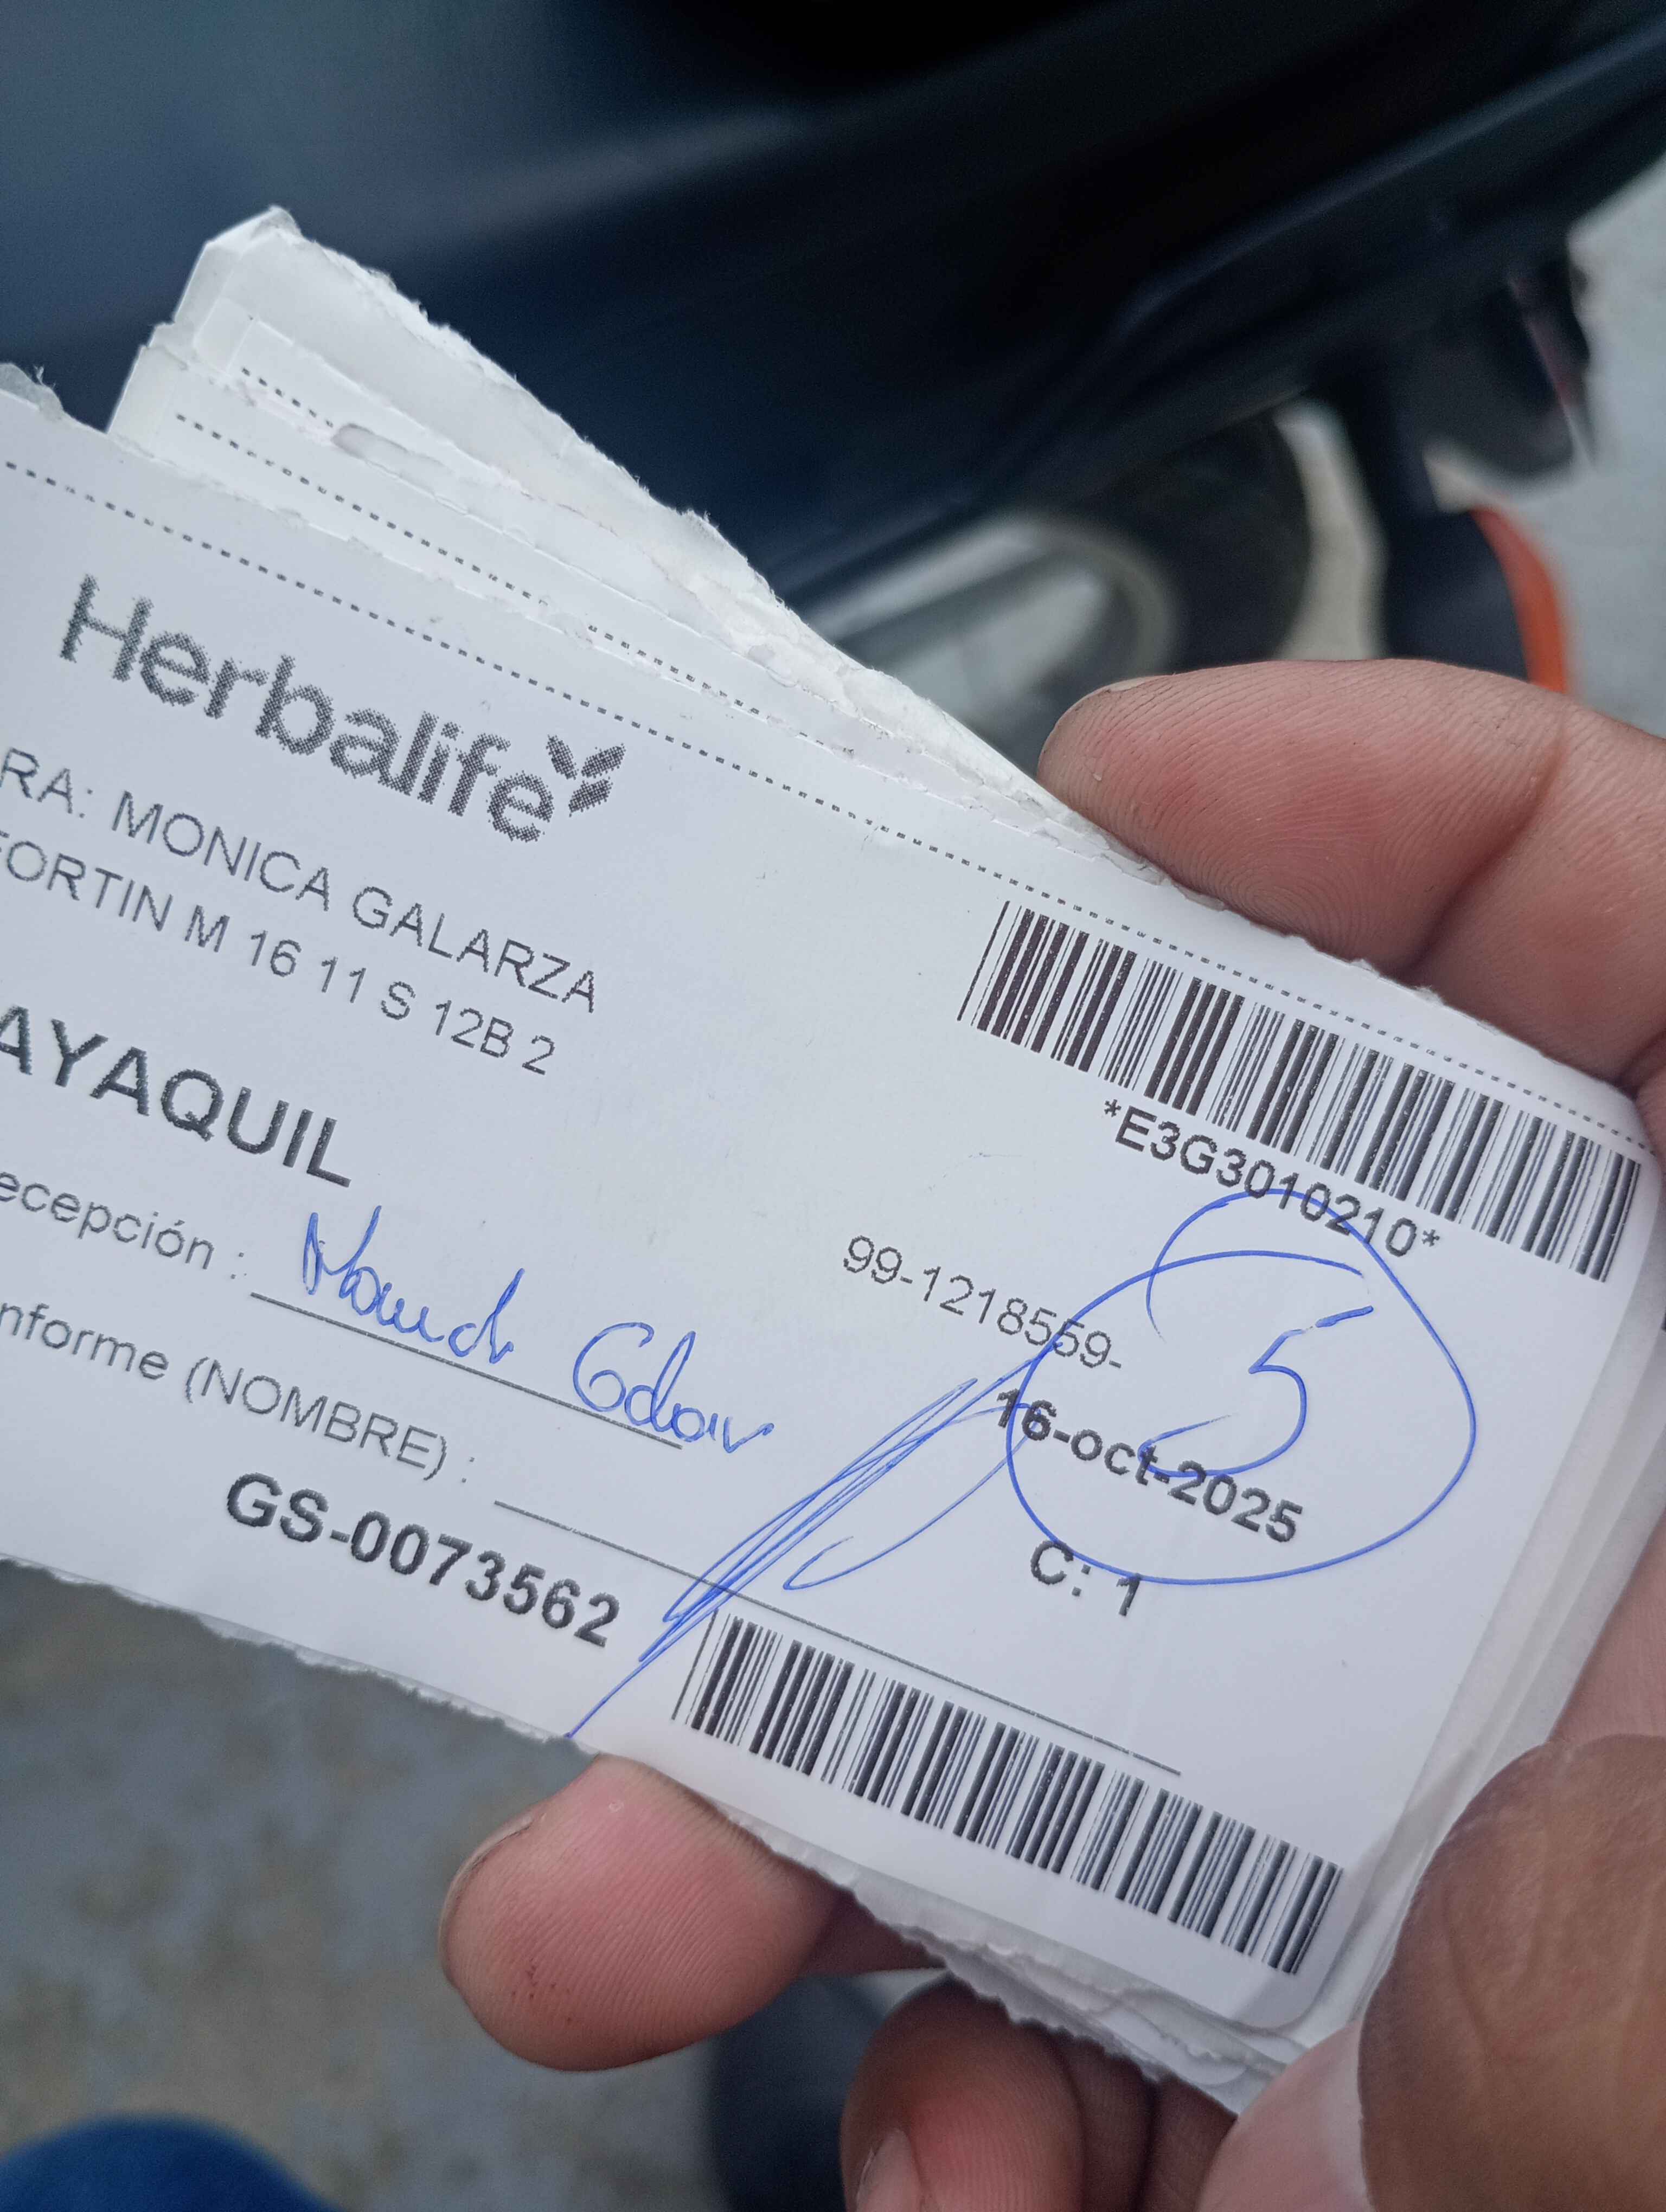 Herbalife
RA: MONICA GALARZA
FORTIN M 16 11 S 12B 2
AYAQUIL
*E3G3010210*
ecepción :
99-1218559-
5
16-oct-2025
nforme (NOMBRE) :
C: 1
GS-0073562